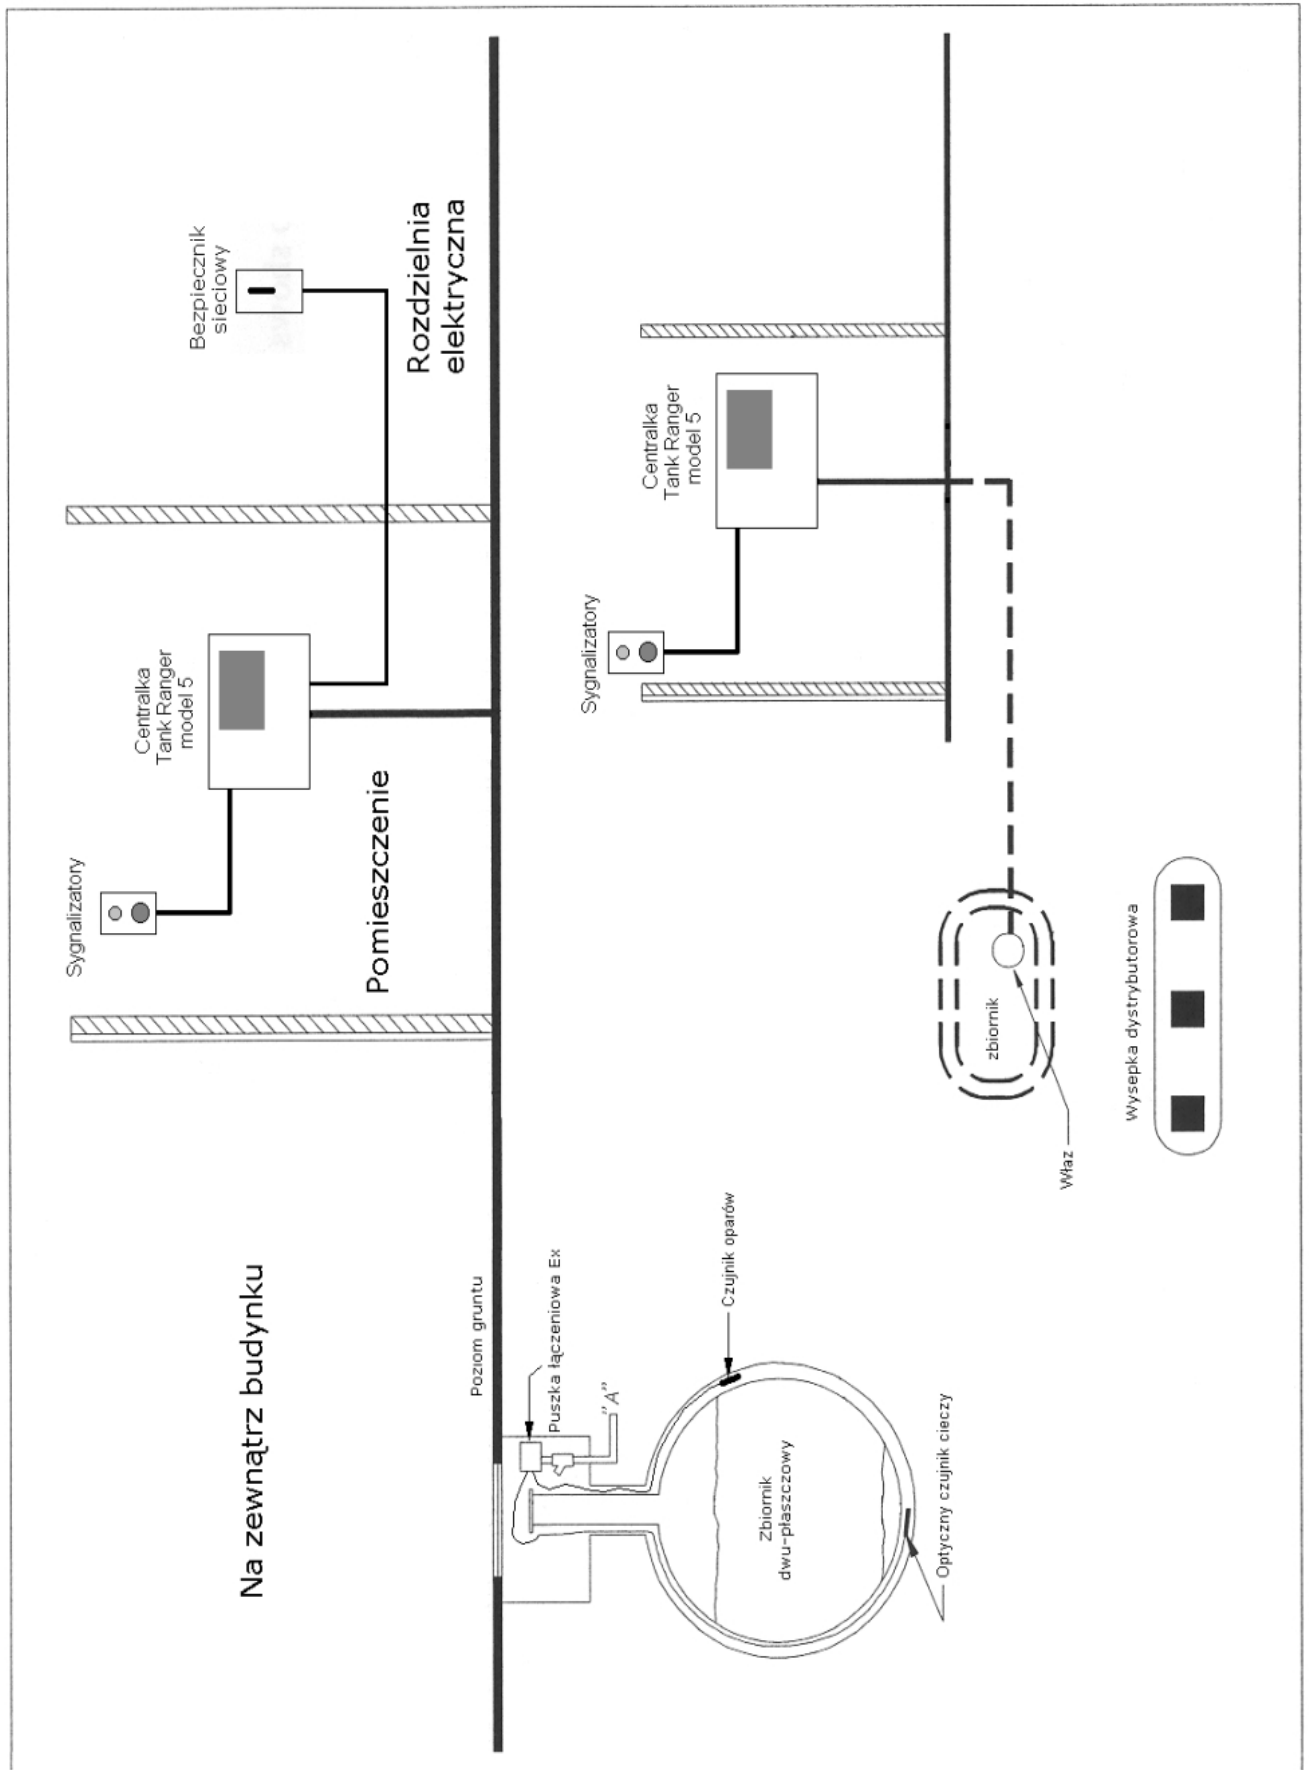 Bezpiecznik
sieciowy
Rozdzielnia
elektryczna
Centralka
Tank Ranger
model 5
Sygnalizatory
Pomieszczenie
Na zewnątrz budynku
Poziom gruntu
Puszka łączeniowa Ex
"A"
Czujnik oparów
Zbiornik
dwu-płaszczowy
Optyczny czujnik cieczy
Centralka
Tank Ranger
model 5
Sygnalizatory
zbiornik
Właz
Wysepka dystrybutorowa